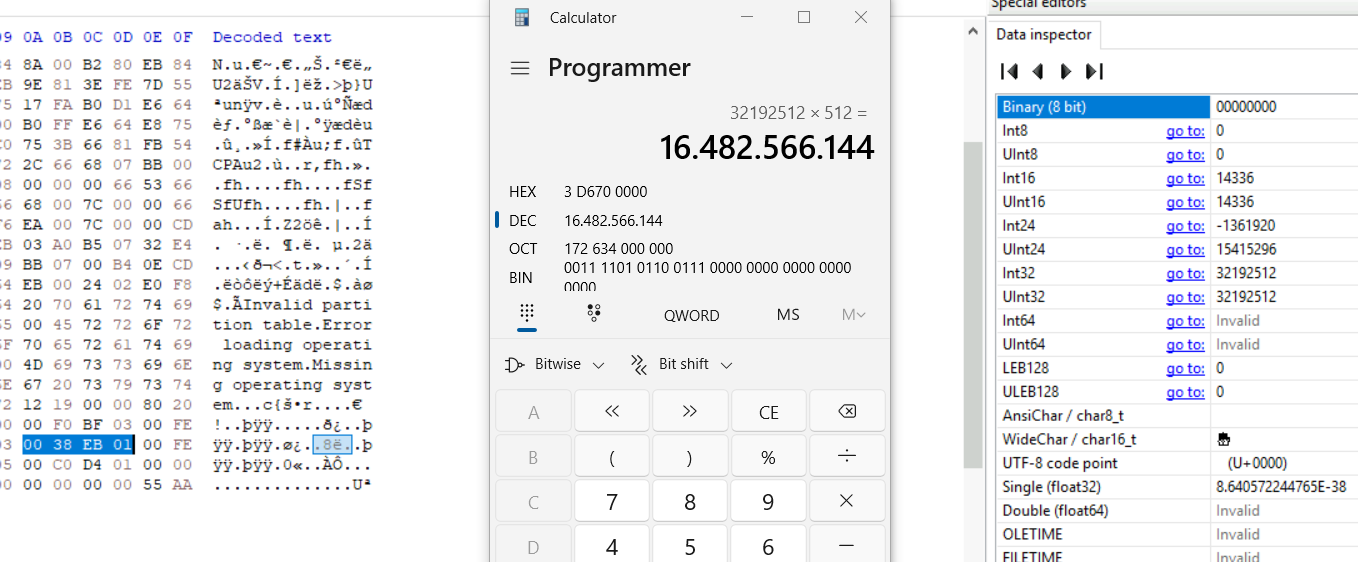 09 0A 0B 0C 0D 0E 0F Decoded text
84 8A 00 B2 80 EB 84 N.u.€~.€.„Š.²€ë„
EB 9E 81 3E FE 7D 55 U2äŠV.Í.]ëž.>þ}U
75 17 FA B0 D1 E6 64 ªunÿv.è..u.ú°Ñæd
00 B0 FF E6 64 E8 75 èƒ.°ßæ`è|.°ÿædèu
C0 75 3B 66 81 FB 54 .û¸.»Í.f#Àu;f.ûT
72 2C 66 68 07 BB 00 CPAu2.ù..r,fh.».
08 00 00 00 66 53 66 .fh....fh....fSf
66 68 00 7C 00 00 66 SfUfh....fh.|..f
F6 EA 00 7C 00 00 CD ah...Í.Z2öê.|..Í
EB 03 A0 B5 07 32 E4 . ·.ë. ¶.ë. µ.2ä
09 BB 07 00 B4 0E CD ...‹ð¬<.t.»..´.Í
64 EB 00 24 02 E0 F8 .ëòôëý+Éädë.$.àø
64 20 70 61 72 74 69 $.ÃInvalid parti
65 00 45 72 72 6F 72 tion table.Error
6F 70 65 72 61 74 69 loading operati
00 4D 69 73 73 69 6E ng system.Missin
6E 67 20 73 79 73 74 g operating syst
72 12 19 00 00 80 20 em...c{š•r....€
00 00 F0 BF 03 00 FE !..þÿÿ.....ð¿..þ
03 00 38 EB 01 00 FE ÿÿ.þÿÿ.ø¿..8ë..þ
05 00 C0 D4 01 00 00 ÿÿ.þÿÿ.0«..ÀÔ...
00 00 00 00 00 55 AA ..............Uª
Calculator
Programmer
32192512 × 512 =
16.482.566.144
HEX 3 D670 0000
DEC 16.482.566.144
OCT 172 634 000 000
BIN 0011 1101 0110 0111 0000 0000 0000 0000
0000
QWORD MS M
Bitwise Bit shift
A << >> CE
B ( ) % ÷
C 7 8 9 ×
D 4 5 6 −
Special editors
Data inspector
Binary (8 bit) 00000000
Int8 go to: 0
UInt8 go to: 0
Int16 go to: 14336
UInt16 go to: 14336
Int24 go to: -1361920
UInt24 go to: 15415296
Int32 go to: 32192512
UInt32 go to: 32192512
Int64 go to: Invalid
UInt64 go to: Invalid
LEB128 go to: 0
ULEB128 go to: 0
AnsiChar / char8_t
WideChar / char16_t
UTF-8 code point (U+0000)
Single (float32) 8.640572244765E-38
Double (float64) Invalid
OLETIME Invalid
FILETIME Invalid